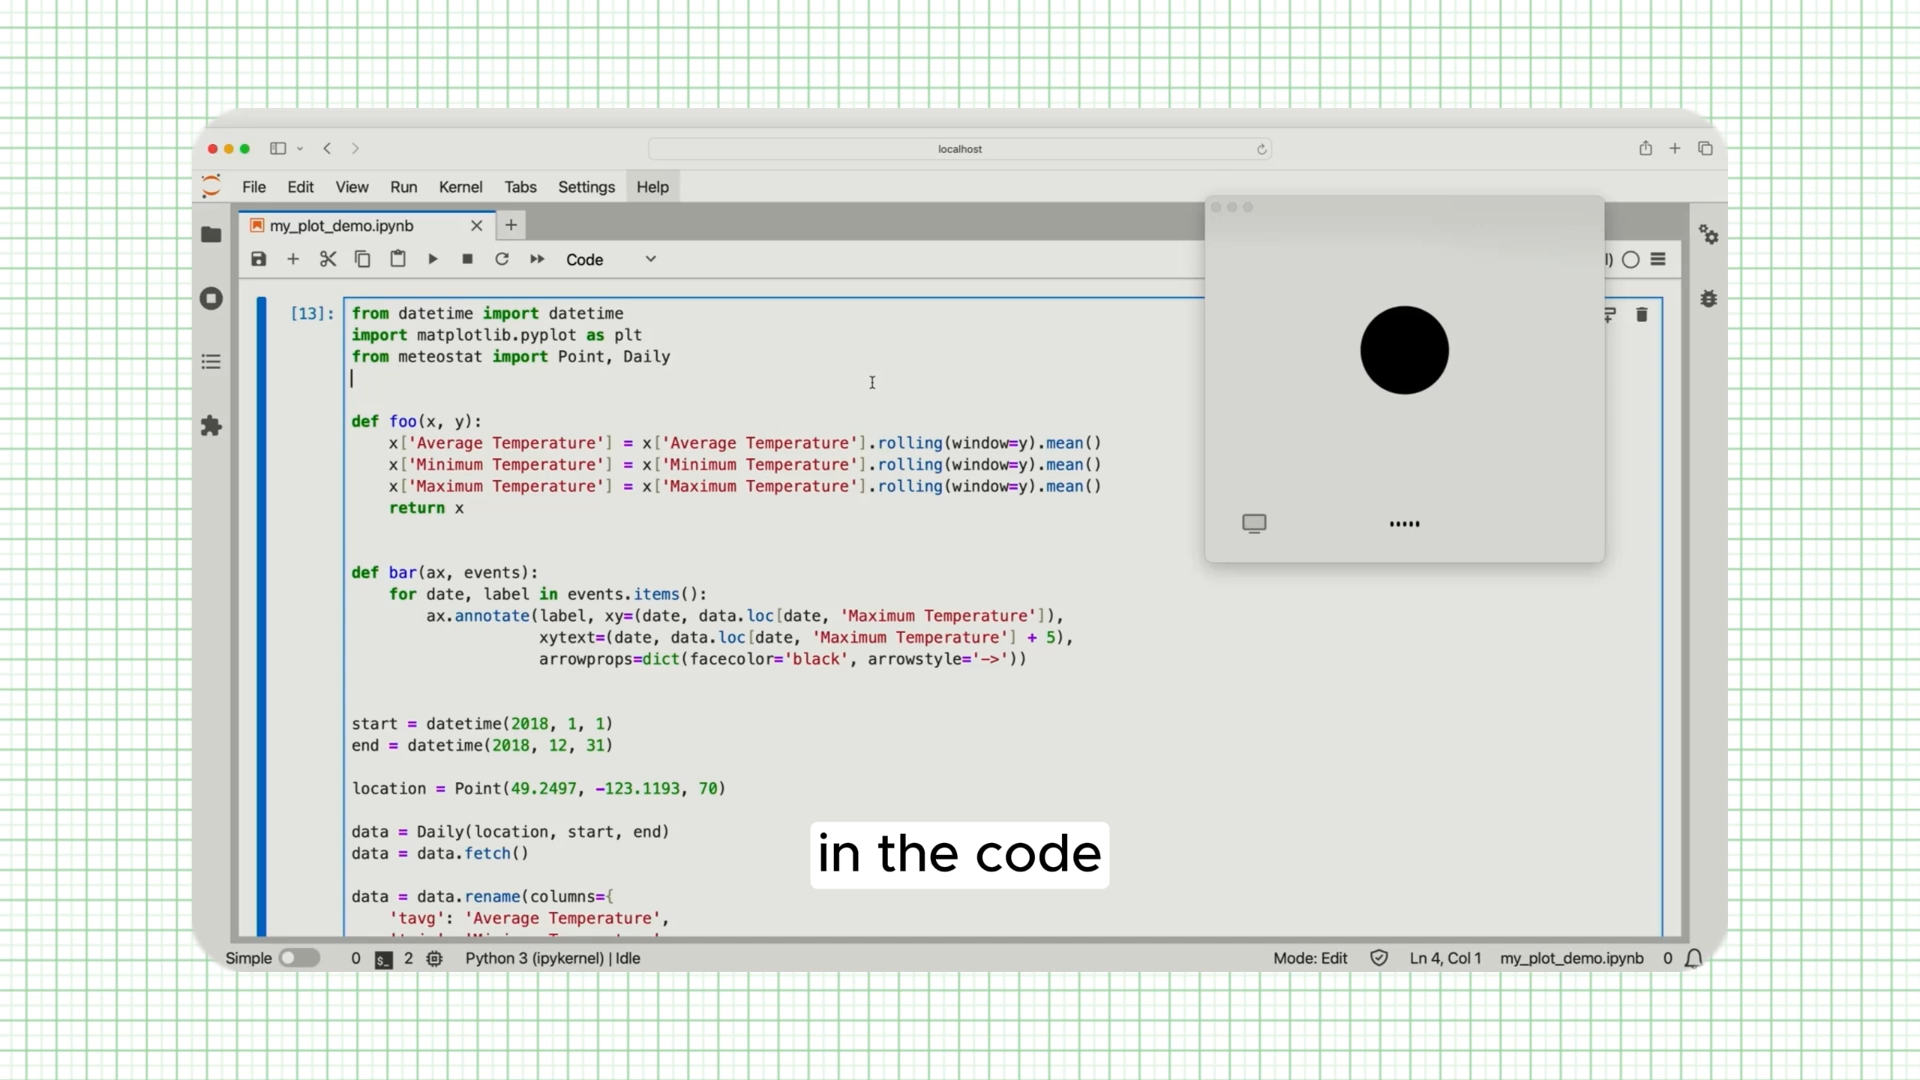 localhost
File Edit View Run Kernel Tabs Settings Help
my_plot_demo.ipynb
Code
[13]:
from datetime import datetime
import matplotlib.pyplot as plt
from meteostat import Point, Daily
def foo(x, y):
x['Average Temperature'] = x['Average Temperature'].rolling(window=y).mean()
x['Minimum Temperature'] = x['Minimum Temperature'].rolling(window=y).mean()
x['Maximum Temperature'] = x['Maximum Temperature'].rolling(window=y).mean()
return x
def bar(ax, events):
for date, label in events.items():
ax.annotate(label, xy=(date, data.loc[date, 'Maximum Temperature']),
xytext=(date, data.loc[date, 'Maximum Temperature'] + 5),
arrowprops=dict(facecolor='black', arrowstyle='->'))
start = datetime(2018, 1, 1)
end = datetime(2018, 12, 31)
location = Point(49.2497, -123.1193, 70)
data = Daily(location, start, end)
data = data.fetch()
data = data.rename(columns={
'tavg': 'Average Temperature',
in the code
Simple 0 2 Python 3 (ipykernel) | Idle Mode: Edit Ln 4, Col 1 my_plot_demo.ipynb 0